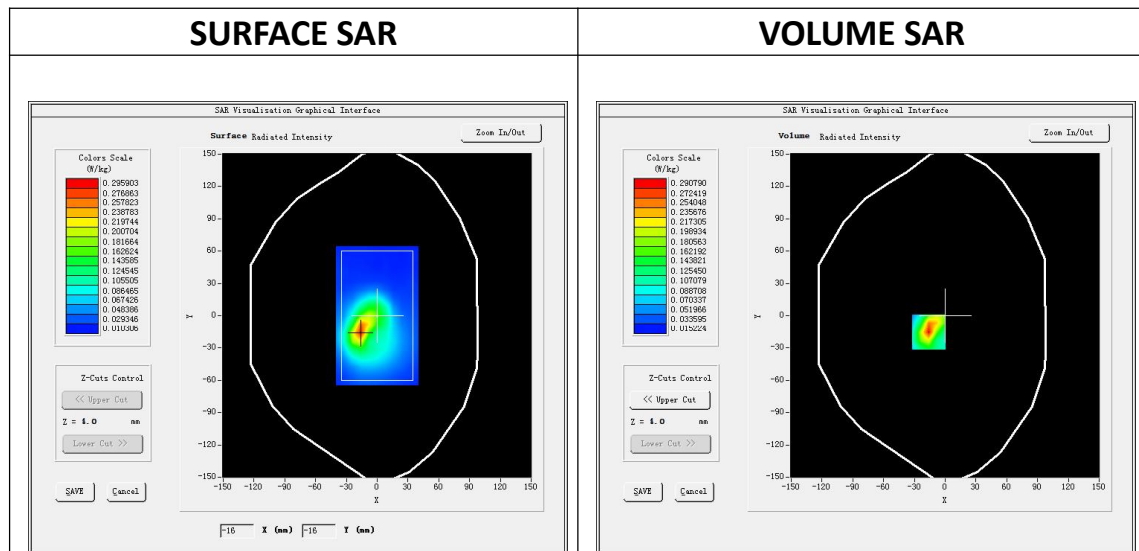 SURFACE SAR
VOLUME SAR
SAR Visualisation Graphical Interface
Surface Radiated Intensity
Zoom In/Out
Colors Scale
(W/kg)
0.295903
0.276863
0.257823
0.238783
0.219744
0.200704
0.181664
0.162624
0.143585
0.124545
0.105505
0.086465
0.067426
0.048386
0.029346
0.010306
Z-Cuts Control
<< Upper Cut
Z = 4.0 mm
Lower Cut >>
SAVE
Cancel
150
120
90
60
30
0
-30
-60
-90
-120
-150
Y
-150 -120 -90 -60 -30 0 30 60 90 120 150
X
-16 X (mm) -16 Y (mm)
SAR Visualisation Graphical Interface
Volume Radiated Intensity
Zoom In/Out
Colors Scale
(W/kg)
0.290790
0.272419
0.254048
0.235676
0.217305
0.198934
0.180563
0.162192
0.143821
0.125450
0.107079
0.088708
0.070337
0.051966
0.033595
0.015224
Z-Cuts Control
<< Upper Cut
Z = 4.0 mm
Lower Cut >>
SAVE
Cancel
150
120
90
60
30
0
-30
-60
-90
-120
-150
Y
-150 -120 -90 -60 -30 0 30 60 90 120 150
X